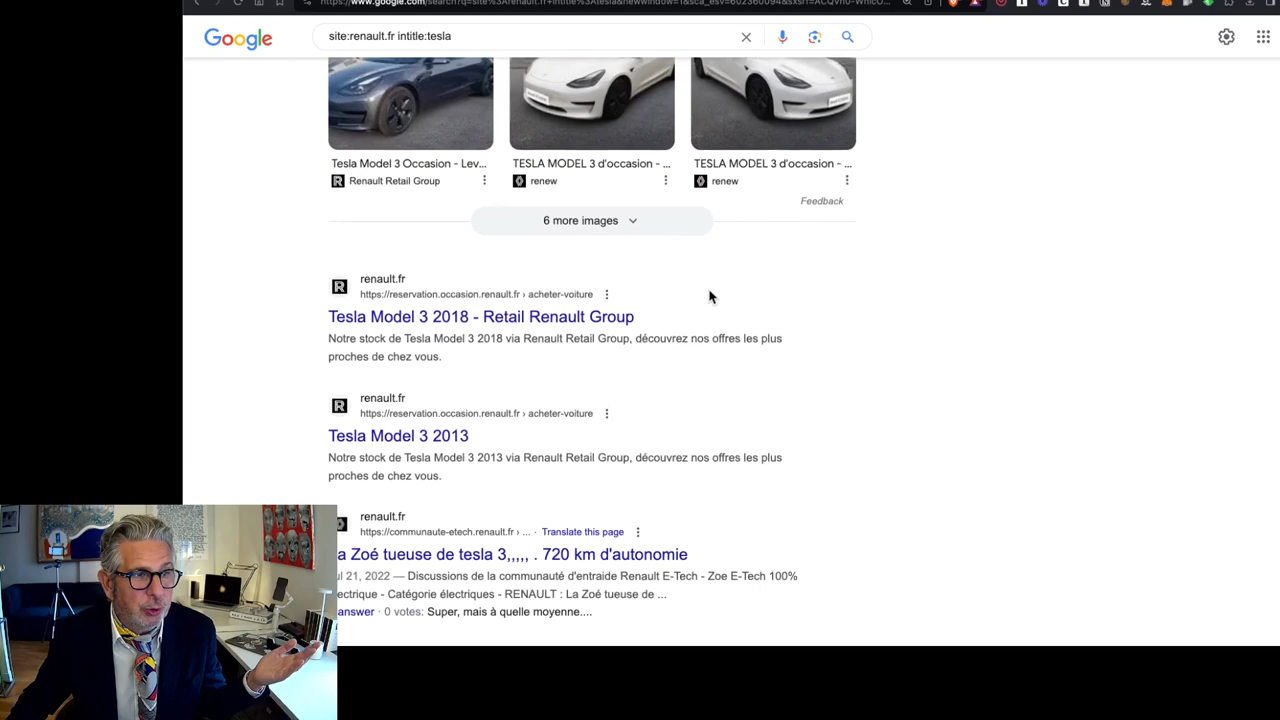 Google
site:renault.fr intitle:tesla
Tesla Model 3 Occasion - Lev...
Renault Retail Group
TESLA MODEL 3 d'occasion - ...
renew
TESLA MODEL 3 d'occasion - ...
renew
Feedback
6 more images
renault.fr
https://reservation.occasion.renault.fr › acheter-voiture
Tesla Model 3 2018 - Retail Renault Group
Notre stock de Tesla Model 3 2018 via Renault Retail Group, découvrez nos offres les plus
proches de chez vous.
renault.fr
https://reservation.occasion.renault.fr › acheter-voiture
Tesla Model 3 2013
Notre stock de Tesla Model 3 2013 via Renault Retail Group, découvrez nos offres les plus
proches de chez vous.
renault.fr
https://communaute-etech.renault.fr › ... · Translate this page
a Zoé tueuse de tesla 3,,,,, . 720 km d'autonomie
ul 21, 2022 — Discussions de la communauté d'entraide Renault E-Tech - Zoe E-Tech 100%
ectrique - Catégorie électriques - RENAULT : La Zoé tueuse de ...
answer · 0 votes: Super, mais à quelle moyenne....